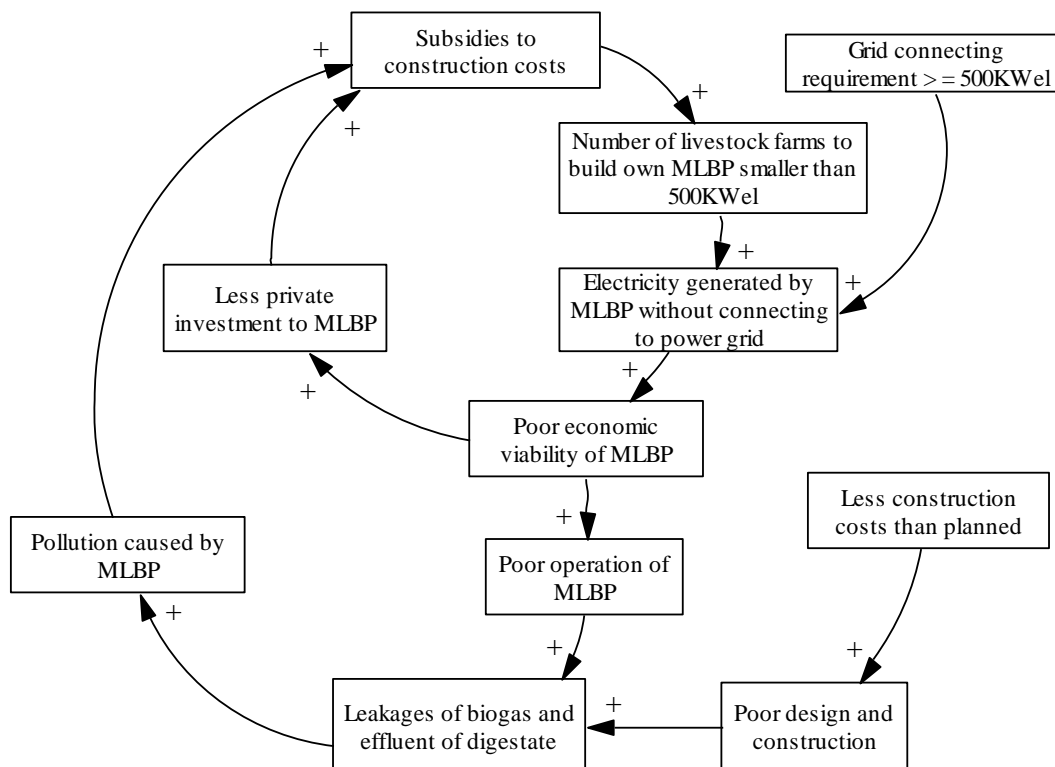 +
Subsidies to
construction costs
Grid connecting
requirement > = 500KWel
+
+
Number of livestock farms to
build own MLBP smaller than
500KWel
+
+
Less private
investment to MLBP
Electricity generated by
MLBP without connecting
to power grid
+
+
Poor economic
viability of MLBP
Less construction
costs than planned
+
Pollution caused by
MLBP
Poor operation of
MLBP
+
+
+
+
Leakages of biogas and
effluent of digestate
Poor design and
construction